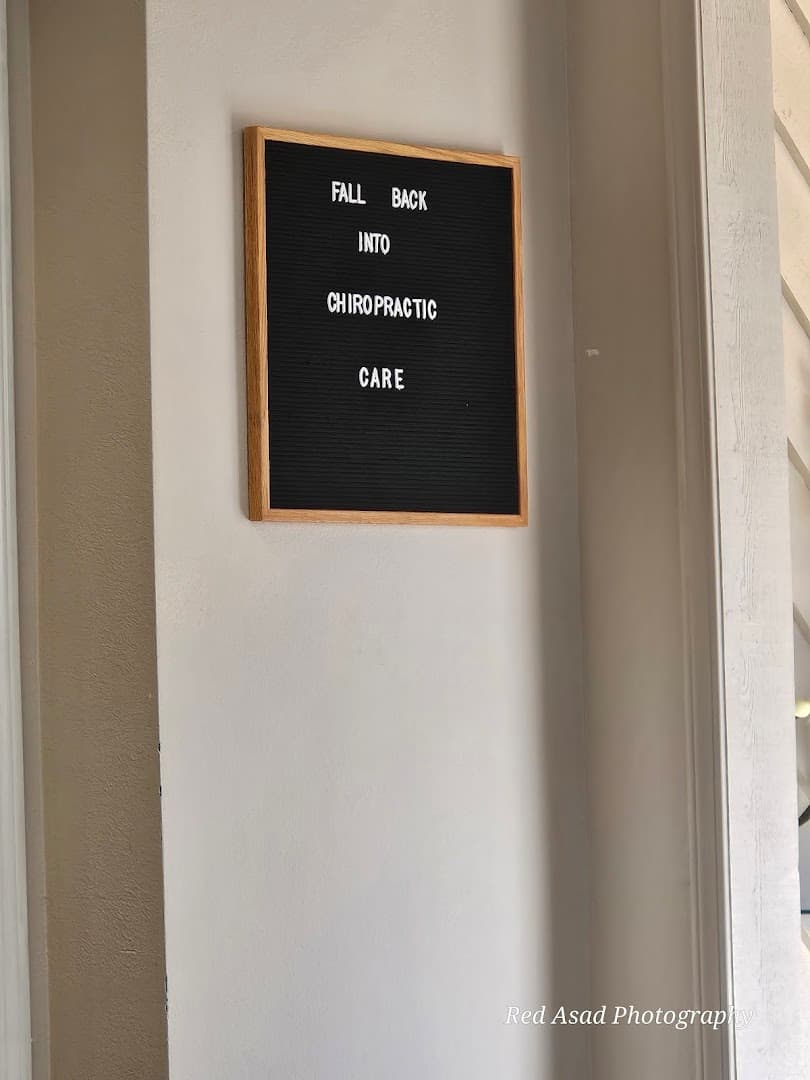 FALL BACK
INTO
CHIROPRACTIC
CARE
Red Asad Photography